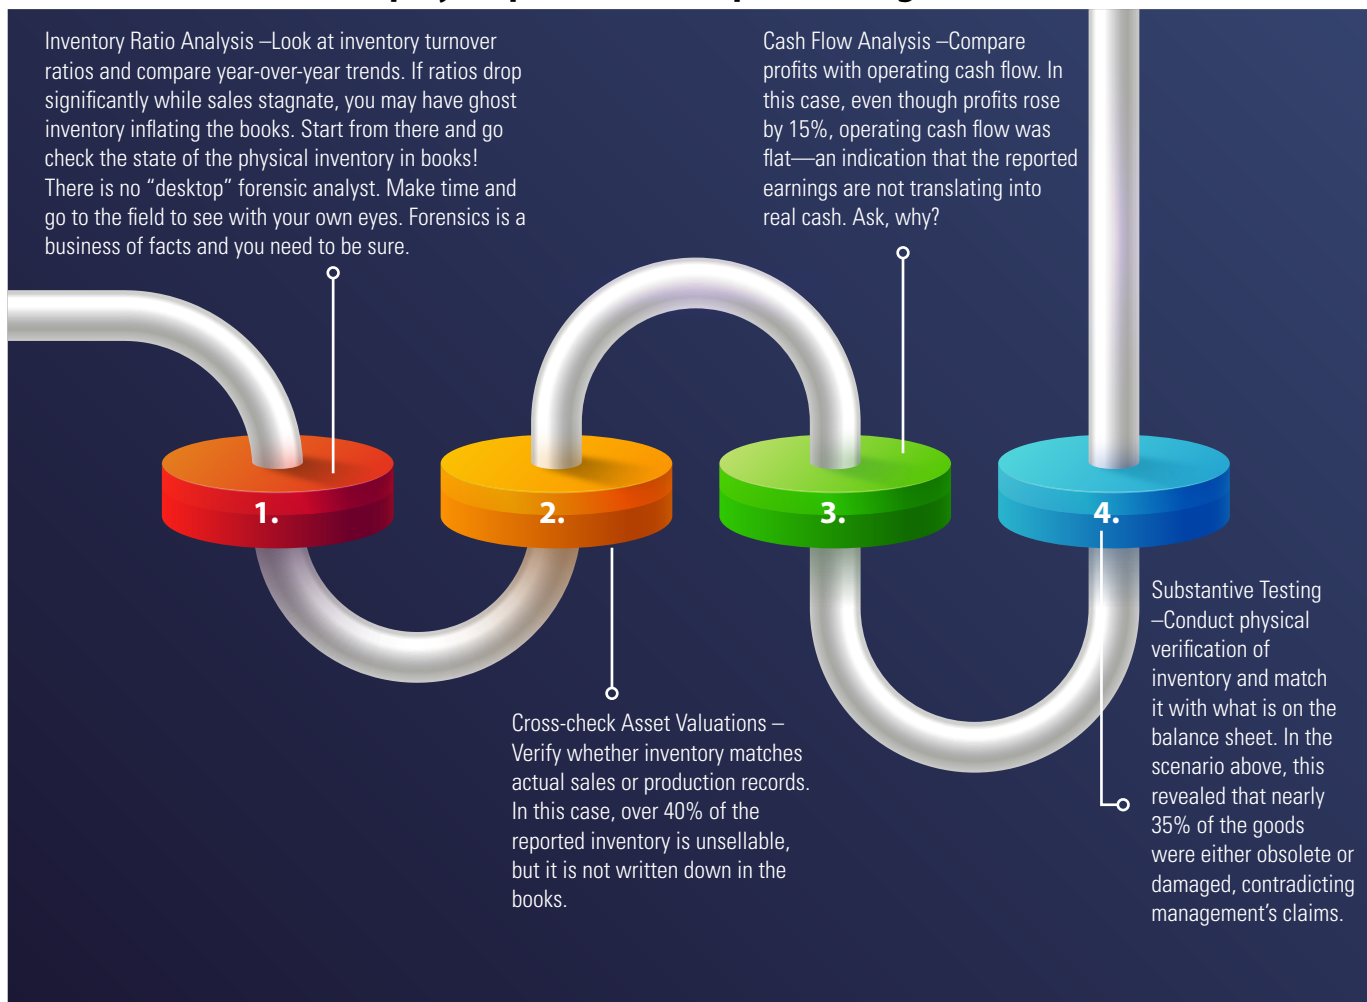 Inventory Ratio Analysis –Look at inventory turnover
ratios and compare year-over-year trends. If ratios drop
significantly while sales stagnate, you may have ghost
inventory inflating the books. Start from there and go
check the state of the physical inventory in books!
There is no “desktop” forensic analyst. Make time and
go to the field to see with your own eyes. Forensics is a
business of facts and you need to be sure.
Cash Flow Analysis –Compare
profits with operating cash flow. In
this case, even though profits rose
by 15%, operating cash flow was
flat—an indication that the reported
earnings are not translating into
real cash. Ask, why?
1.
2.
3.
4.
Cross-check Asset Valuations –
Verify whether inventory matches
actual sales or production records.
In this case, over 40% of the
reported inventory is unsellable,
but it is not written down in the
books.
Substantive Testing
–Conduct physical
verification of
inventory and match
it with what is on the
balance sheet. In the
scenario above, this
revealed that nearly
35% of the goods
were either obsolete or
damaged, contradicting
management’s claims.